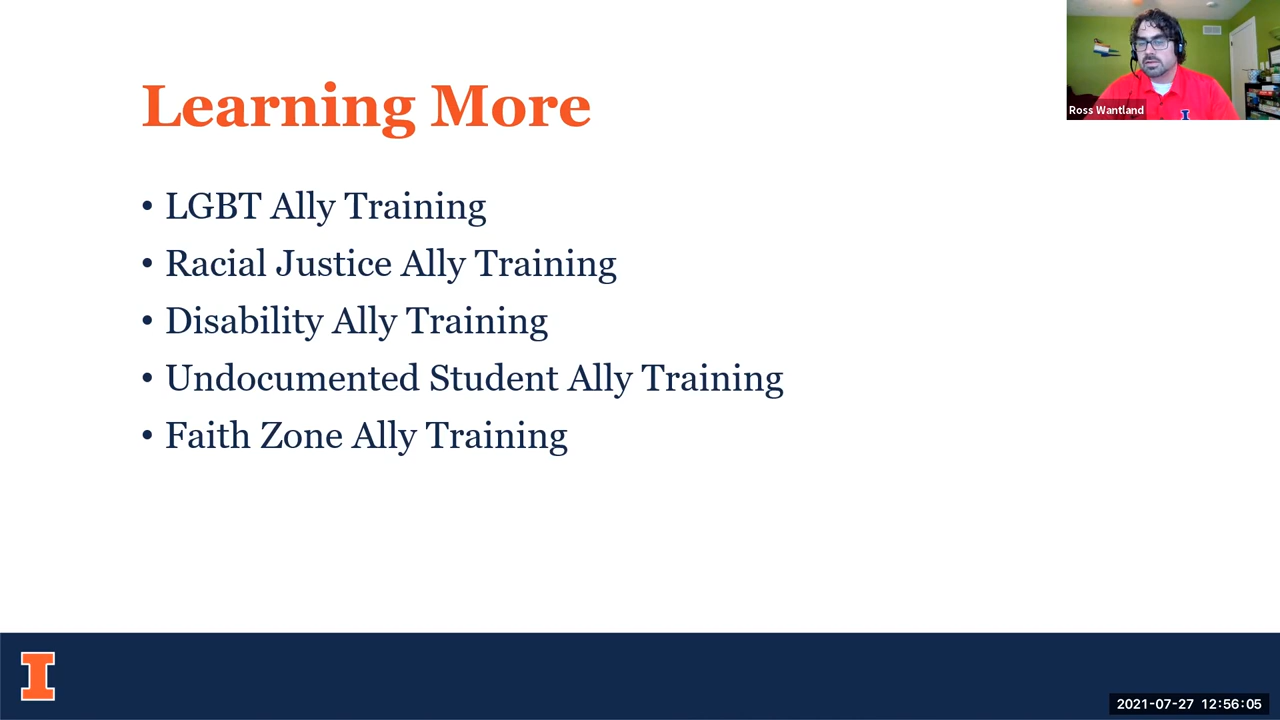 Learning More
Ross Wantland
• LGBT Ally Training
• Racial Justice Ally Training
• Disability Ally Training
• Undocumented Student Ally Training
• Faith Zone Ally Training
I
I
2021-07-27 12:56:05